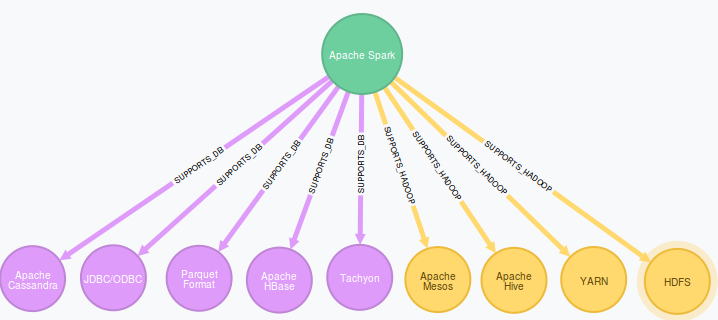 Apache Spark
SUPPORTS_DB
SUPPORTS_DB
SUPPORTS_DB
SUPPORTS_DB
SUPPORTS_DB
SUPPORTS_HADOOP
SUPPORTS_HADOOP
SUPPORTS_HADOOP
SUPPORTS_HADOOP
Apache
Cassandra
JDBC/ODBC
Parquet
Format
Apache
HBase
Tachyon
Apache
Mesos
Apache
Hive
YARN
HDFS